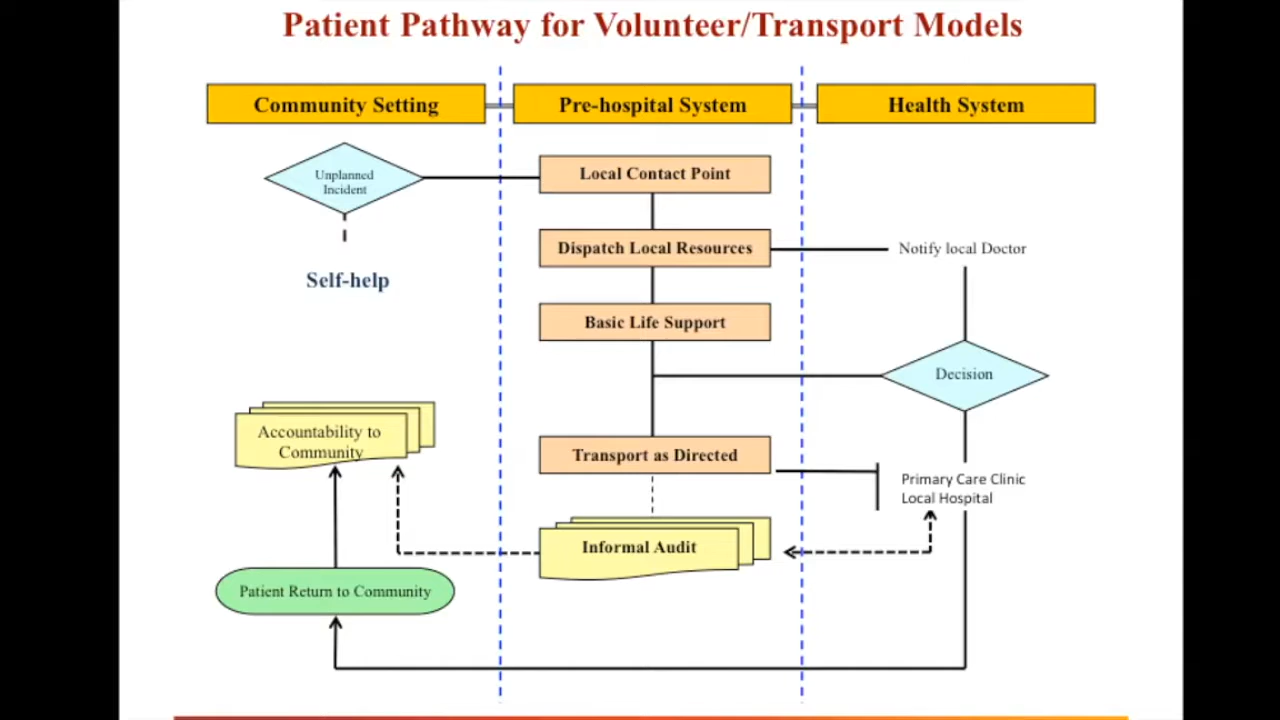 Patient Pathway for Volunteer/Transport Models
Community Setting
Pre-hospital System
Health System
Unplanned
Incident
Local Contact Point
Dispatch Local Resources
Notify local Doctor
Self-help
Basic Life Support
Decision
Accountability to
Community
Transport as Directed
Primary Care Clinic
Local Hospital
Informal Audit
Patient Return to Community